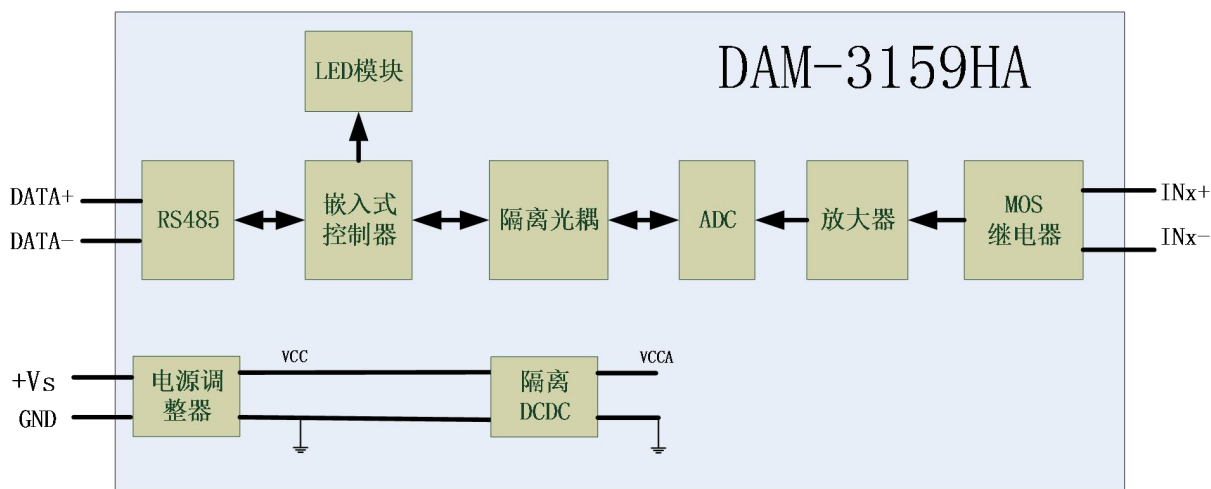 DAM-3159HA
LED模块
DATA+
DATA-
RS485
嵌入式
控制器
隔离光耦
ADC
放大器
MOS
继电器
INx+
INx-
+Vs
GND
电源调
整器
VCC
隔离
DCDC
VCCA